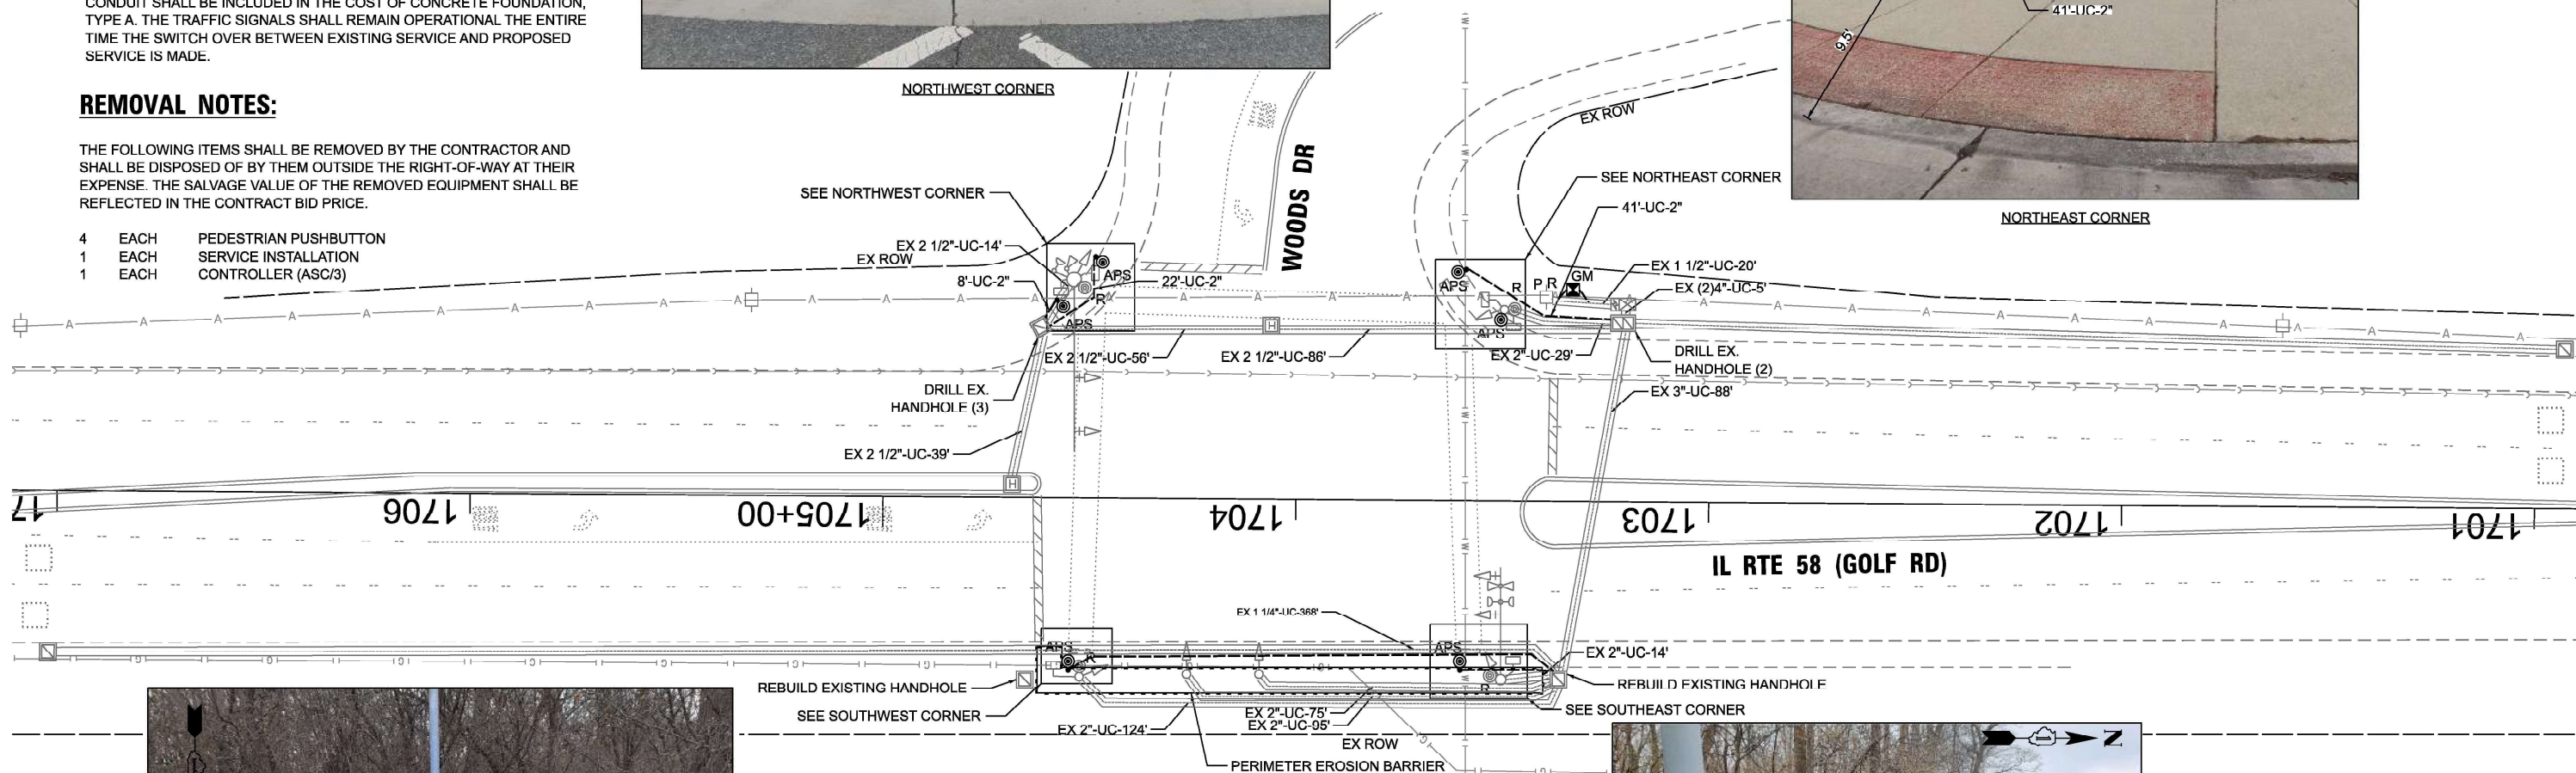 CONDUIT SHALL BE INCLUDED IN THE COST OF CONCRETE FOUNDATION,
TYPE A. THE TRAFFIC SIGNALS SHALL REMAIN OPERATIONAL THE ENTIRE
TIME THE SWITCH OVER BETWEEN EXISTING SERVICE AND PROPOSED
SERVICE IS MADE.
REMOVAL NOTES:
THE FOLLOWING ITEMS SHALL BE REMOVED BY THE CONTRACTOR AND
SHALL BE DISPOSED OF BY THEM OUTSIDE THE RIGHT-OF-WAY AT THEIR
EXPENSE. THE SALVAGE VALUE OF THE REMOVED EQUIPMENT SHALL BE
REFLECTED IN THE CONTRACT BID PRICE.
4 EACH PEDESTRIAN PUSHBUTTON
1 EACH SERVICE INSTALLATION
1 EACH CONTROLLER (ASC/3)
NORTHWEST CORNER
41'-UC-2"
9.5'
NORTHEAST CORNER
EX ROW
WOODS DR
SEE NORTHWEST CORNER
SEE NORTHEAST CORNER
41'-UC-2"
EX 2 1/2"-UC-14'
EX ROW
8'-UC-2"
APS
22'-UC-2"
R
APS
APS
R
P R
GM
APS
EX 1 1/2"-UC-20'
EX (2)4"-UC-5'
H
EX 2 1/2"-UC-56'
EX 2 1/2"-UC-86'
EX 2"-UC-29'
DRILL EX.
HANDHOLE (2)
DRILL EX.
HANDHOLE (3)
EX 3"-UC-88'
EX 2 1/2"-UC-39'
H
17
1706
1705+00
1704
1703
1702
1701
IL RTE 58 (GOLF RD)
EX 1 1/4"-UC-368'
APS
R
APS
R
EX 2"-UC-14'
REBUILD EXISTING HANDHOLE
REBUILD EXISTING HANDHOLE
SEE SOUTHWEST CORNER
SEE SOUTHEAST CORNER
EX 2"-UC-75'
EX 2"-UC-95'
EX 2"-UC-124'
EX ROW
PERIMETER EROSION BARRIER
Z